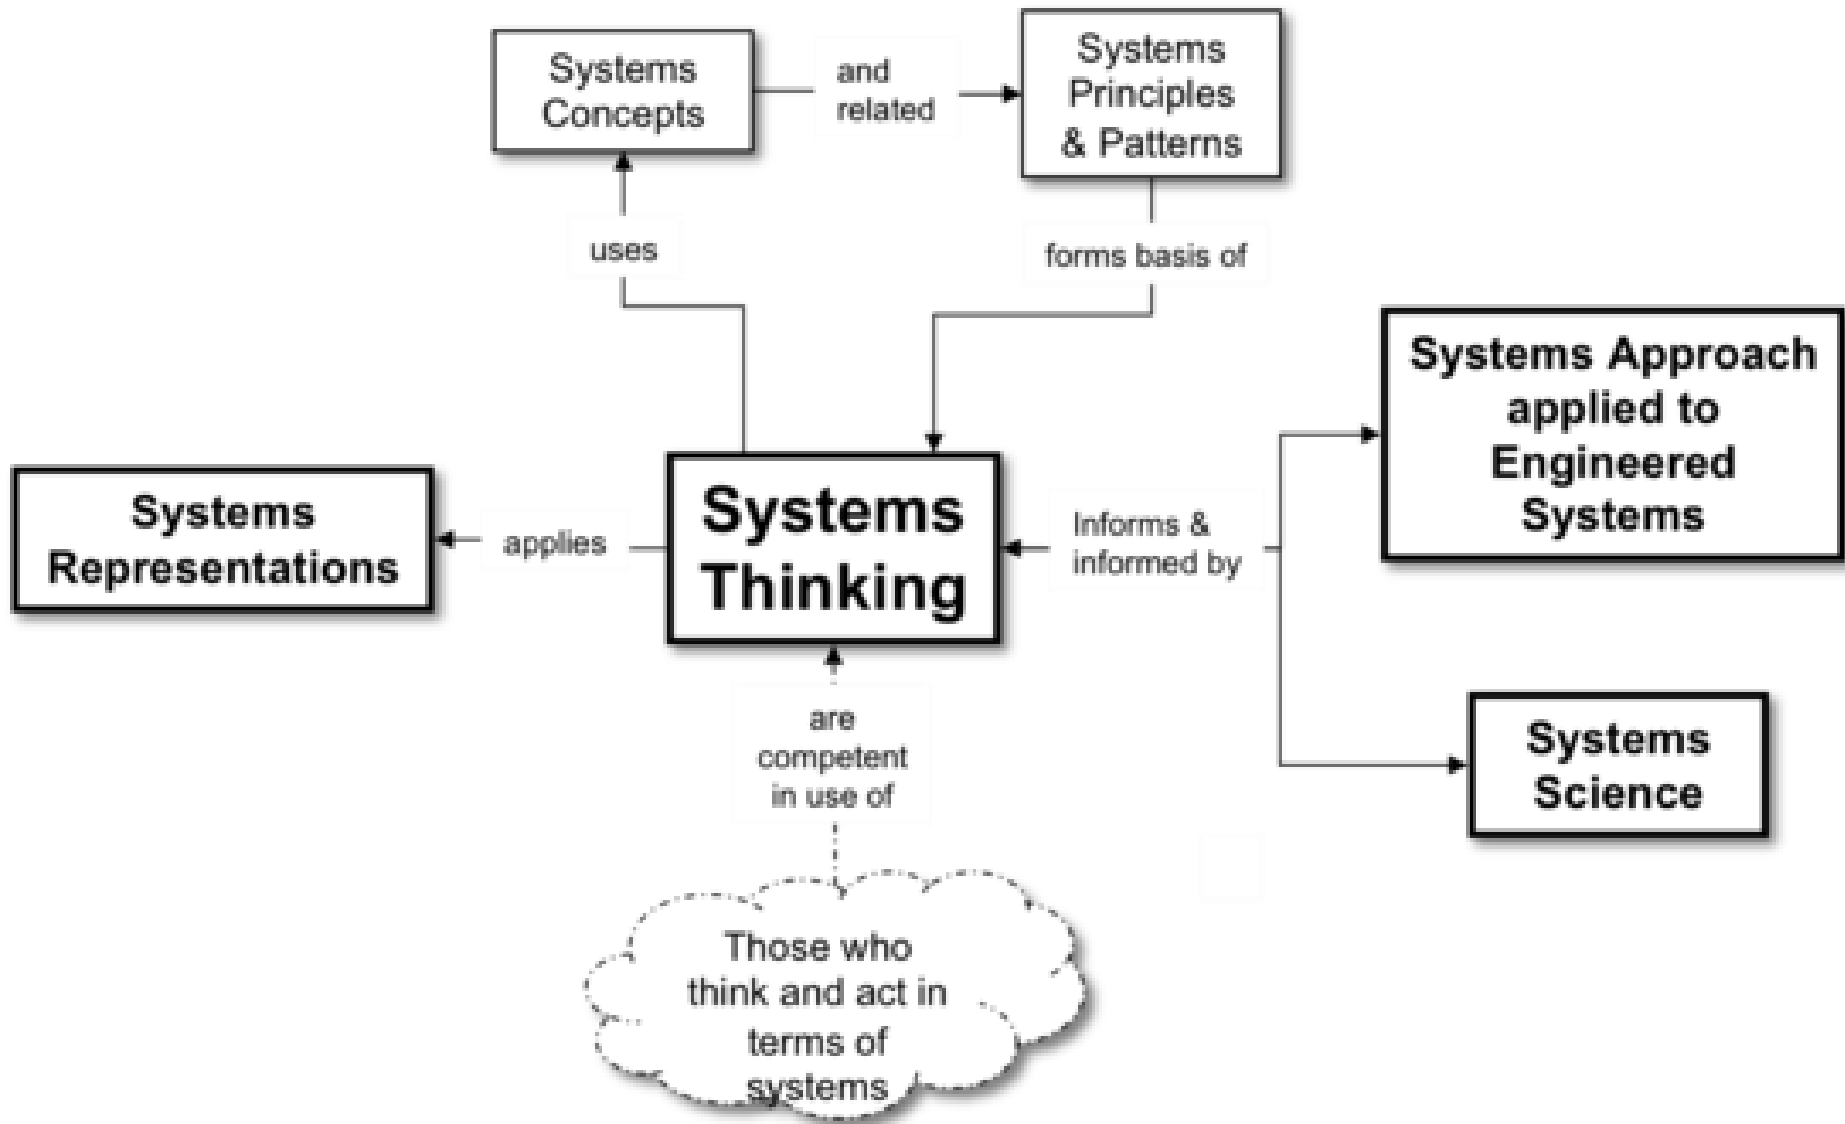 Systems
Concepts
and
related
Systems
Principles
& Patterns
uses
forms basis of
Systems Approach
applied to
Engineered
Systems
Systems
Representations
applies
Systems
Thinking
Informs &
informed by
are
competent
in use of
Systems
Science
Those who
think and act in
terms of
systems